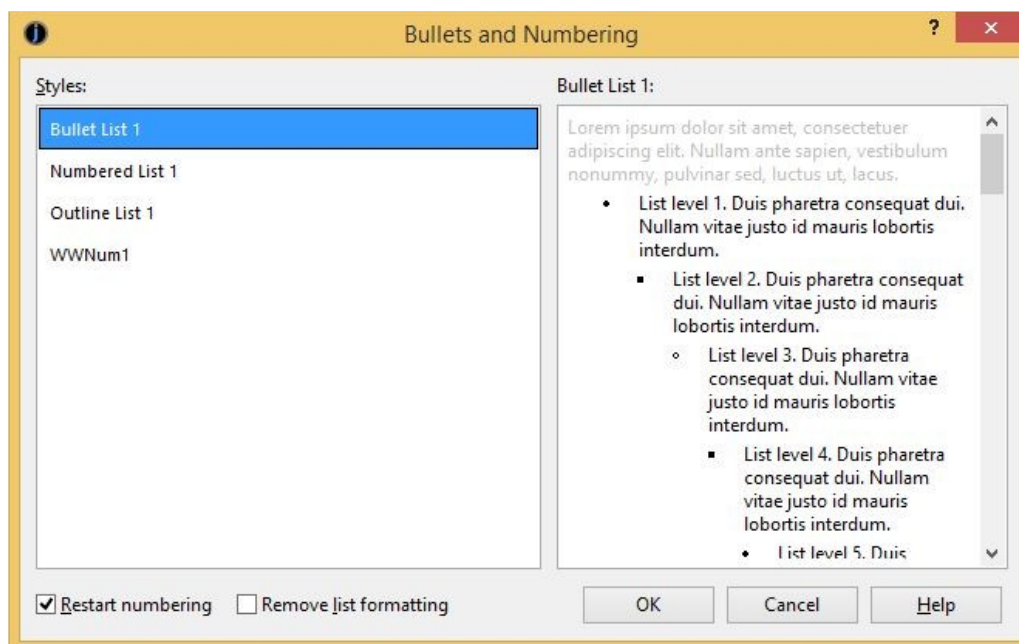 Bullets and Numbering
?
Styles:
Bullet List 1
Numbered List 1
Outline List 1
WWNum1
Bullet List 1:
Lorem ipsum dolor sit amet, consectetuer
adipiscing elit. Nullam ante sapien, vestibulum
nonummy, pulvinar sed, luctus ut, lacus.
• List level 1. Duis pharetra consequat dui.
Nullam vitae justo id mauris lobortis
interdum.
▪ List level 2. Duis pharetra consequat
dui. Nullam vitae justo id mauris
lobortis interdum.
◦ List level 3. Duis pharetra
consequat dui. Nullam vitae
justo id mauris lobortis
interdum.
▪ List level 4. Duis pharetra
consequat dui. Nullam
vitae justo id mauris
lobortis interdum.
• List level 5. Duis
Restart numbering
Remove list formatting
OK
Cancel
Help